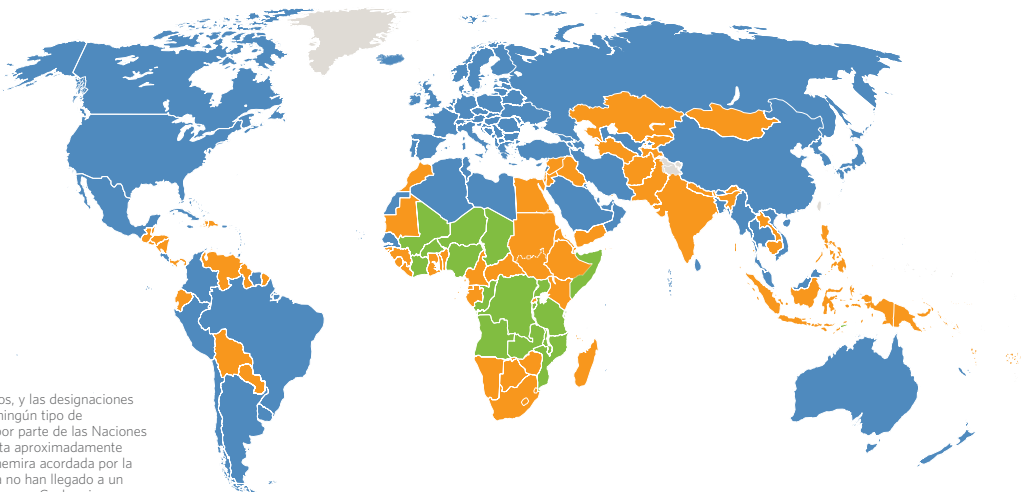 os, y las designaciones
ningún tipo de
por parte de las Naciones
ta aproximadamente
emira acordada por la
no han llegado a un